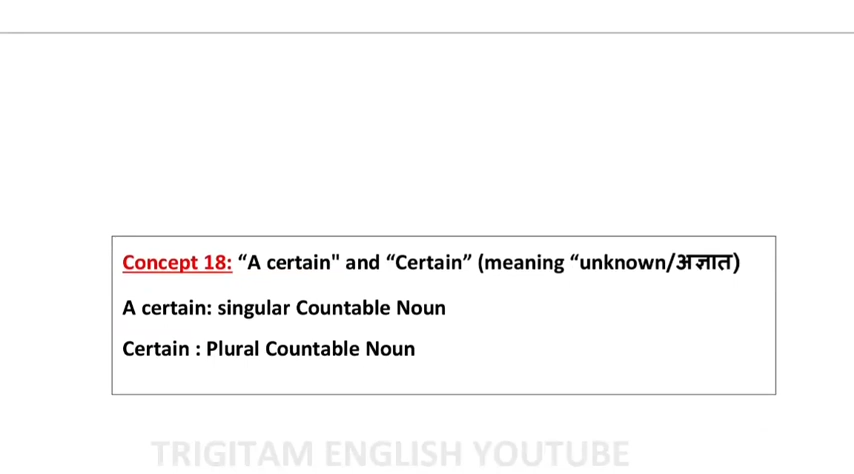 Concept 18: “A certain" and “Certain” (meaning “unknown/अज्ञात)
A certain: singular Countable Noun
Certain : Plural Countable Noun
TRIGITAM ENGLISH YOUTUBE